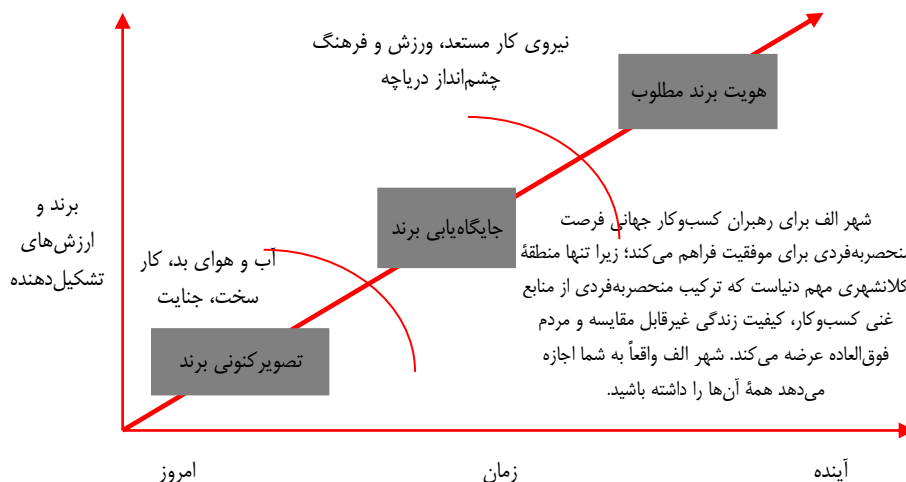 نیروی کار مستعد، ورزش و فرهنگ
چشم‌انداز دریاچه
هویت برند مطلوب
برند و
ارزش‌های
تشکیل‌دهنده
جایگاه‌یابی برند
شهر الف برای رهبران کسب‌وکار جهانی فرصت
منحصربه‌فردی برای موفقیت فراهم می‌کند؛ زیرا تنها منطقهٔ
کلانشهری مهم دنیاست که ترکیب منحصربه‌فردی از منابع
غنی کسب‌وکار، کیفیت زندگی غیرقابل مقایسه و مردم
فوق‌العاده عرضه می‌کند. شهر الف واقعاً به شما اجازه
می‌دهد همهٔ آن‌ها را داشته باشید.
آب و هوای بد، کار
سخت، جنایت
تصویر کنونی برند
امروز
زمان
آینده